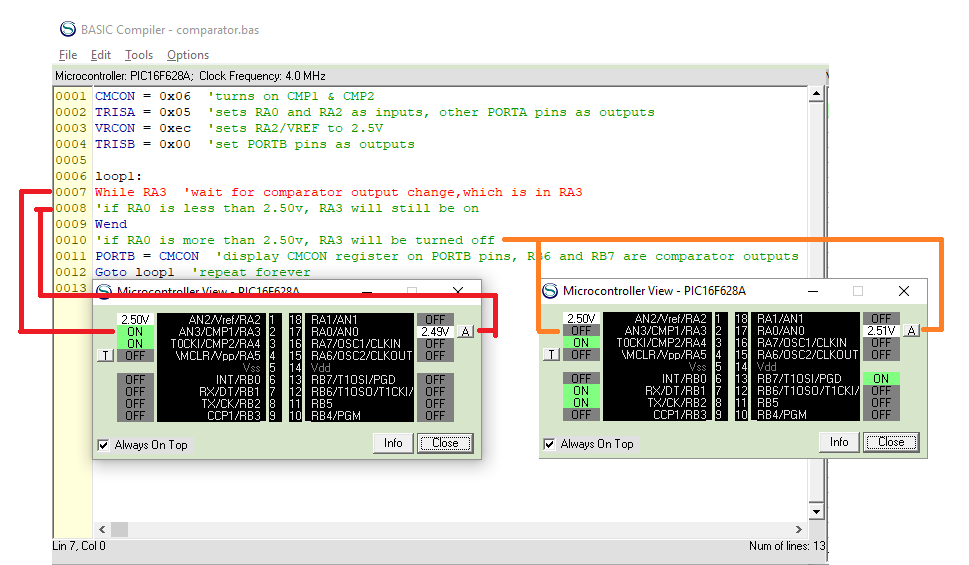 BASIC Compiler - comparator.bas
File Edit Tools Options
Microcontroller: PIC16F628A; Clock Frequency: 4.0 MHz
0001 CMCON = 0x06 'turns on CMP1 & CMP2
0002 TRISA = 0x05 'sets RA0 and RA2 as inputs, other PORTA pins as outputs
0003 VRCON = 0xec 'sets RA2/VREF to 2.5V
0004 TRISB = 0x00 'set PORTB pins as outputs
0005
0006 loop1:
0007 While RA3 'wait for comparator output change,which is in RA3
0008 'if RA0 is less than 2.50v, RA3 will still be on
0009 Wend
0010 'if RA0 is more than 2.50v, RA3 will be turned off
0011 PORTB = CMCON 'display CMCON register on PORTB pins, RB6 and RB7 are comparator outputs
0012 Goto loop1 'repeat forever
0013
Microcontroller View - PIC16F628A
2.50V AN2/Vref/RA2 1 18 RA1/AN1 OFF
ON AN3/CMP1/RA3 2 17 RA0/AN0 2.49V A
ON T0CKI/CMP2/RA4 3 16 RA7/OSC1/CLKIN OFF
T OFF \MCLR/Vpp/RA5 4 15 RA6/OSC2/CLKOUT OFF
Vss 5 14 Vdd
OFF INT/RB0 6 13 RB7/T1OSI/PGD OFF
OFF RX/DT/RB1 7 12 RB6/T1OSO/T1CKI/ OFF
OFF TX/CK/RB2 8 11 RB5 OFF
OFF CCP1/RB3 9 10 RB4/PGM OFF
Always On Top Info Close
Microcontroller View - PIC16F628A
2.50V AN2/Vref/RA2 1 18 RA1/AN1 OFF
OFF AN3/CMP1/RA3 2 17 RA0/AN0 2.51V A
ON T0CKI/CMP2/RA4 3 16 RA7/OSC1/CLKIN OFF
T OFF \MCLR/Vpp/RA5 4 15 RA6/OSC2/CLKOUT OFF
Vss 5 14 Vdd
OFF INT/RB0 6 13 RB7/T1OSI/PGD ON
ON RX/DT/RB1 7 12 RB6/T1OSO/T1CKI/ OFF
ON TX/CK/RB2 8 11 RB5 OFF
OFF CCP1/RB3 9 10 RB4/PGM OFF
Always On Top Info Close
Lin 7, Col 0 Num of lines: 13